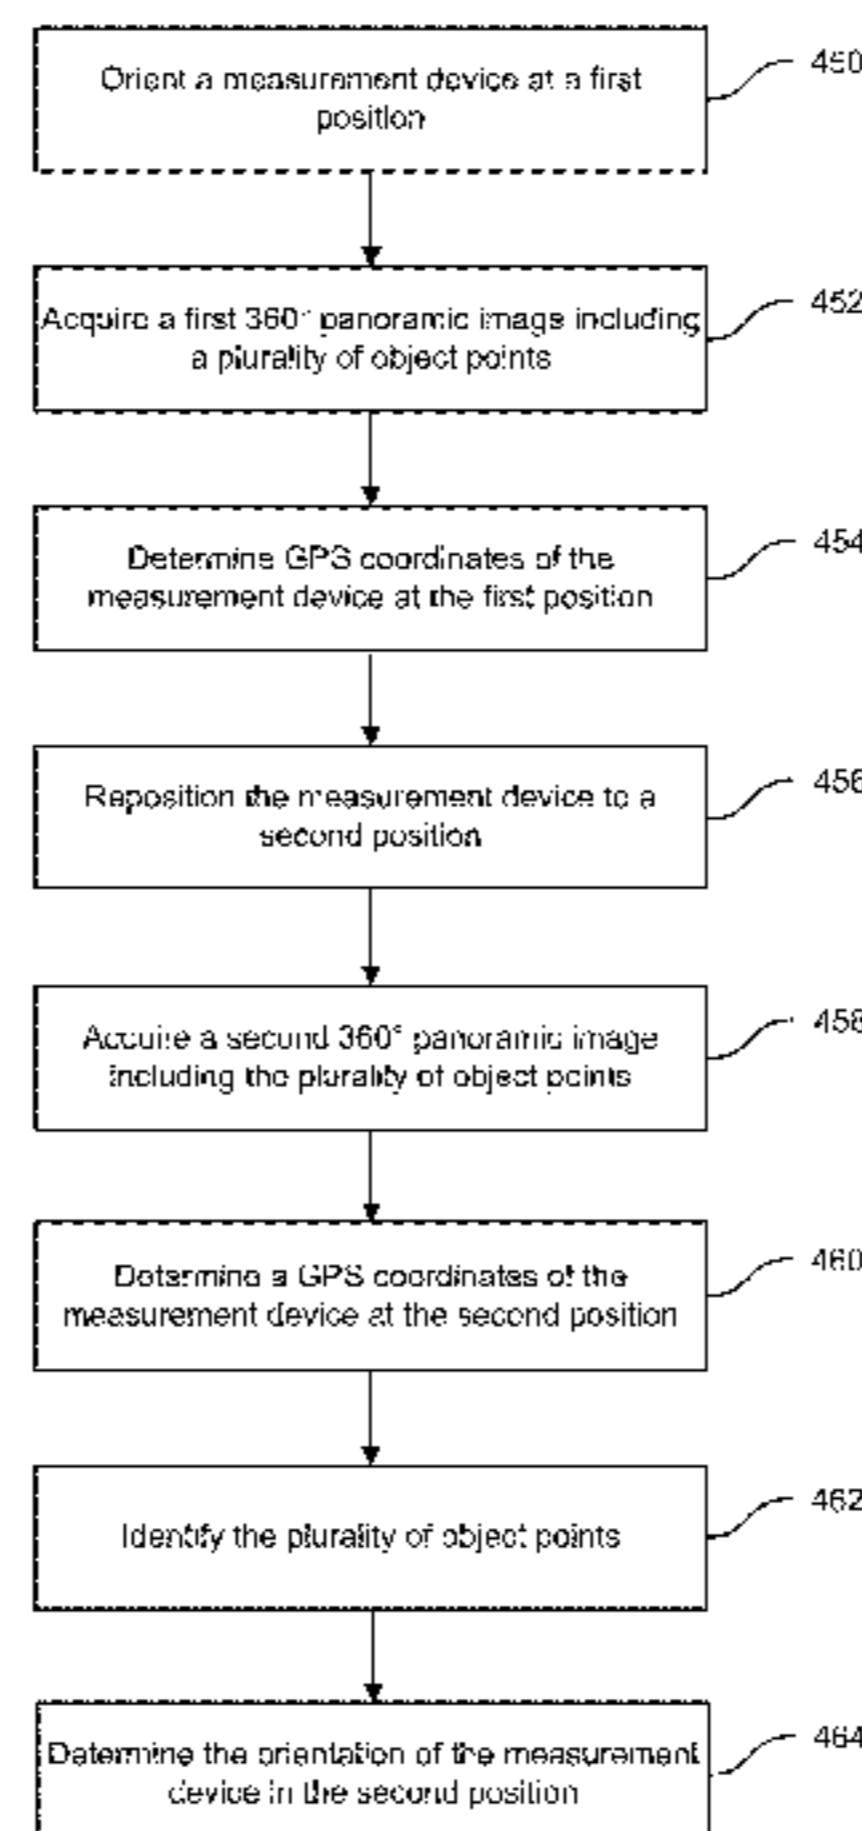 Orient a measurement device at a first
position
450
Acquire a first 360° panoramic image including
a plurality of object points
452
Determine GPS coordinates of the
measurement device at the first position
454
Reposition the measurement device to a
second position
456
Acquire a second 360° panoramic image
including the plurality of object points
458
Determine a GPS coordinates of the
measurement device at the second position
460
Identify the plurality of object points
462
Determine the orientation of the measurement
device in the second position
464